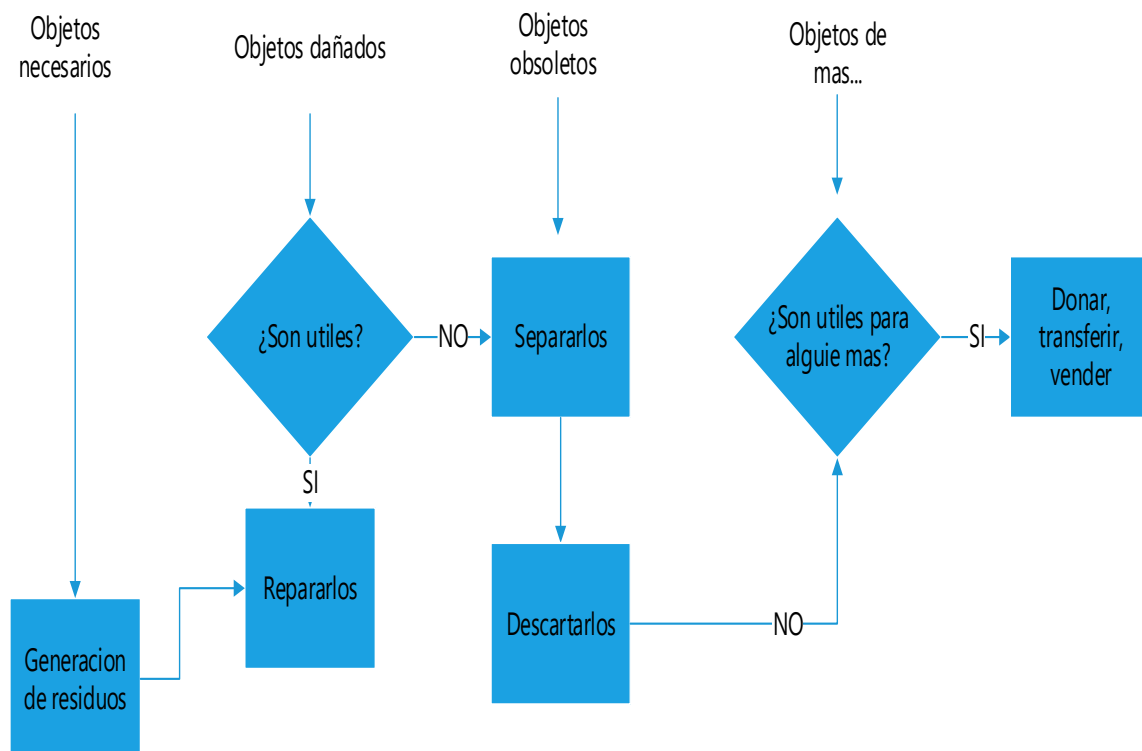 Objetos
necesarios
Objetos dañados
Objetos
obsoletos
Objetos de
mas...
¿Son utiles?
NO
Separarlos
¿Son utiles para
alguie mas?
SI
Donar,
transferir,
vender
SI
Repararlos
Descartarlos
NO
Generacion
de residuos